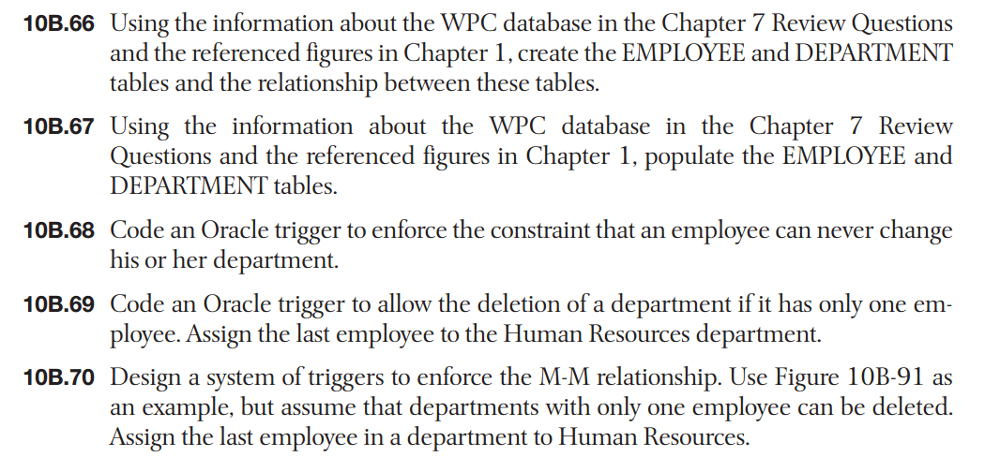 10B.66 Using the information about the WPC database in the Chapter 7 Review Questions
and the referenced figures in Chapter 1, create the EMPLOYEE and DEPARTMENT
tables and the relationship between these tables.
10B.67 Using the information about the WPC database in the Chapter 7 Review
Questions and the referenced figures in Chapter 1, populate the EMPLOYEE and
DEPARTMENT tables.
10B.68 Code an Oracle trigger to enforce the constraint that an employee can never change
his or her department.
10B.69 Code an Oracle trigger to allow the deletion of a department if it has only one em-
ployee. Assign the last employee to the Human Resources department.
10B.70 Design a system of triggers to enforce the M-M relationship. Use Figure 10B-91 as
an example, but assume that departments with only one employee can be deleted.
Assign the last employee in a department to Human Resources.